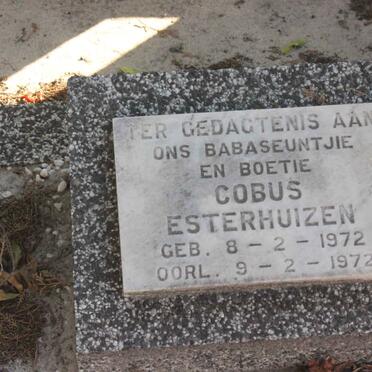 TER GEDAGTENIS AAN
ONS BABASEUNTJIE
EN BOETIE
COBUS
ESTERHUIZEN
GEB. 8 - 2 - 1972
OORL. 9 - 2 - 1972